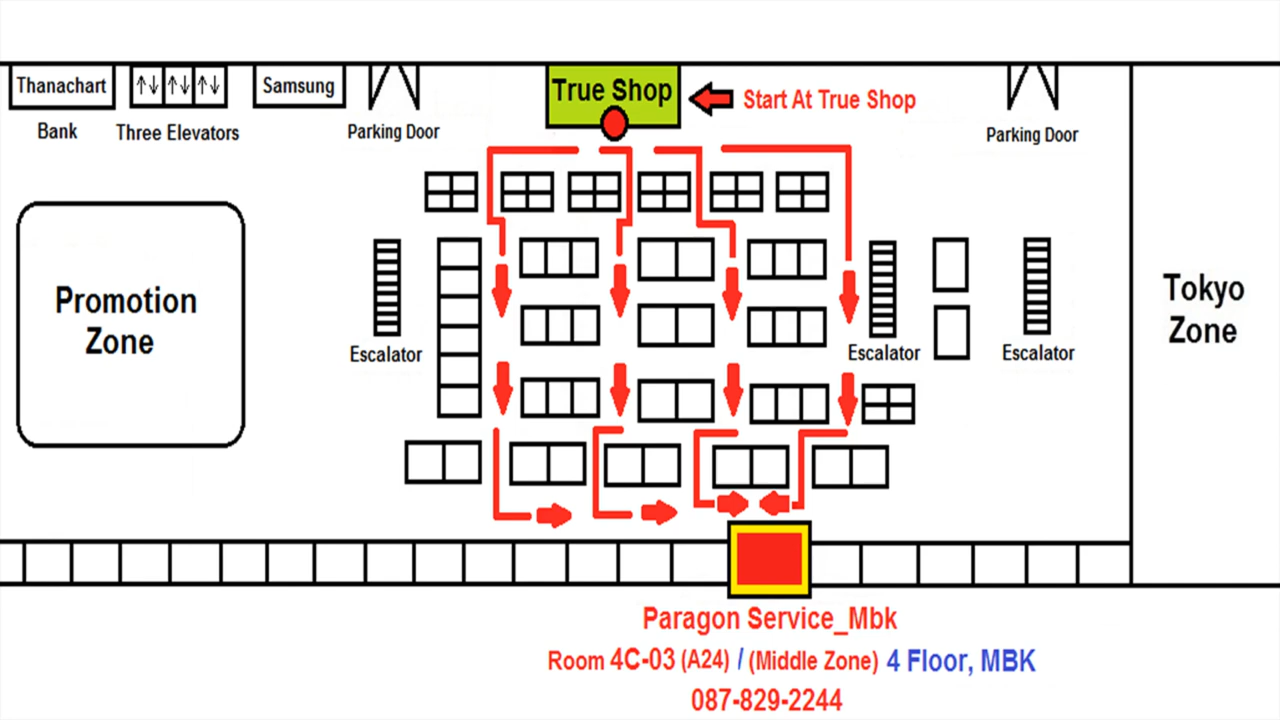 Thanachart
Bank
Three Elevators
Samsung
Parking Door
True Shop
Start At True Shop
Parking Door
Promotion
Zone
Escalator
Escalator
Escalator
Tokyo
Zone
Paragon Service_Mbk
Room 4C-03 (A24) / (Middle Zone) 4 Floor, MBK
087-829-2244